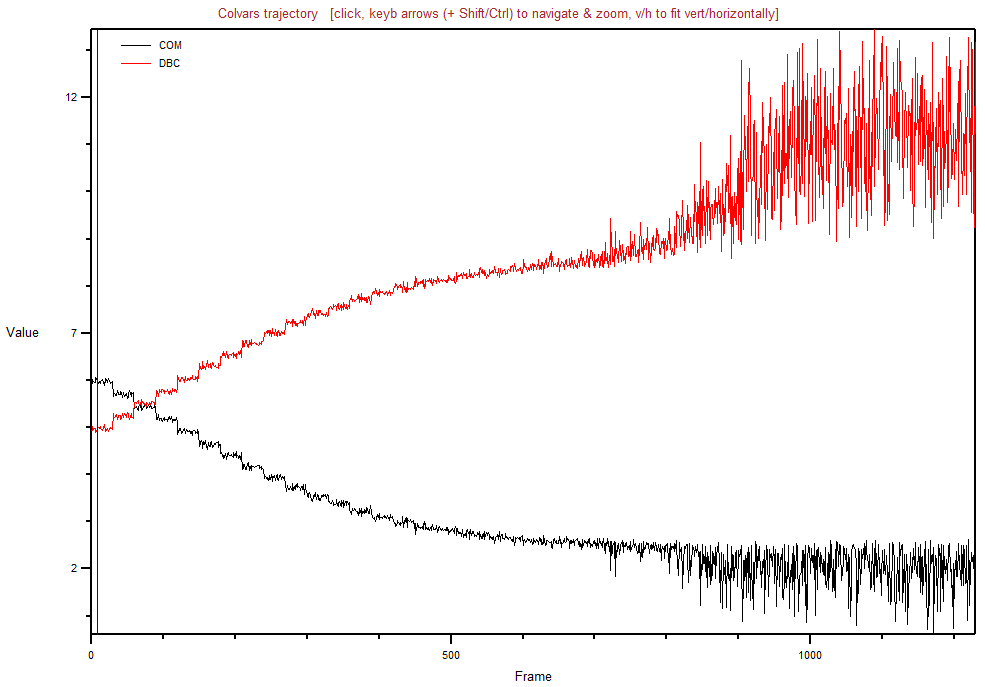 Colvars trajectory   [click, keyb arrows (+ Shift/Ctrl) to navigate & zoom, v/h to fit vert/horizontally]
COM
DBC
12
Value
7
2
0
500
1000
Frame